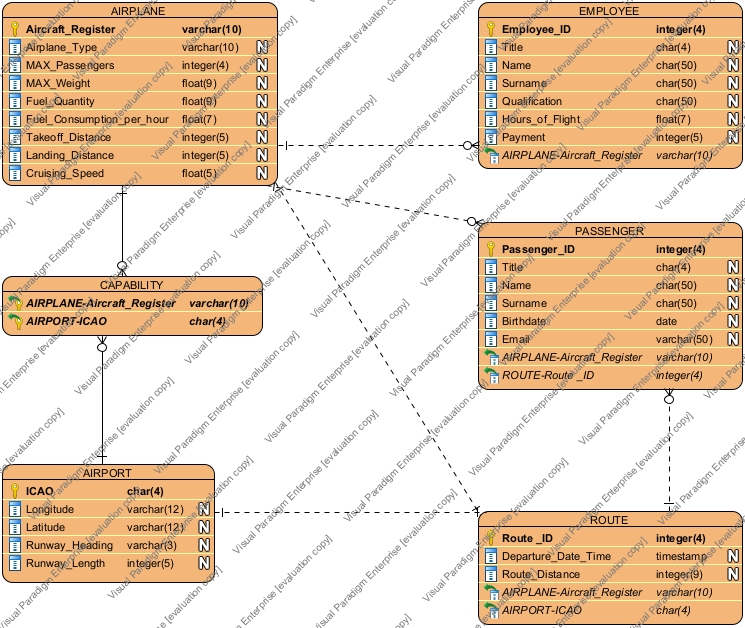 AIRPLANE
Aircraft_Register varchar(10)
Airplane_Type varchar(10) N
MAX_Passengers integer(4) N
MAX_Weight float(9) N
Fuel_Quantity float(9) N
Fuel_Consumption_per_hour float(7) N
Takeoff_Distance integer(5) N
Landing_Distance integer(5) N
Cruising_Speed float(5) N
EMPLOYEE
Employee_ID integer(4)
Title char(4) N
Name char(50) N
Surname char(50) N
Qualification char(50) N
Hours_of_Flight float(7) N
Payment integer(5) N
AIRPLANE-Aircraft_Register varchar(10)
PASSENGER
Passenger_ID integer(4)
Title char(4) N
Name char(50) N
Surname char(50) N
Birthdate date N
Email varchar(50) N
AIRPLANE-Aircraft_Register varchar(10)
ROUTE-Route _ID integer(4)
CAPABILITY
AIRPLANE-Aircraft_Register varchar(10)
AIRPORT-ICAO char(4)
AIRPORT
ICAO char(4)
Longitude varchar(12) N
Latitude varchar(12) N
Runway_Heading varchar(3) N
Runway_Length integer(5) N
ROUTE
Route _ID integer(4)
Departure_Date_Time timestamp N
Route_Distance integer(9) N
AIRPLANE-Aircraft_Register varchar(10)
AIRPORT-ICAO char(4)
Visual Paradigm Enterprise [evaluation copy]